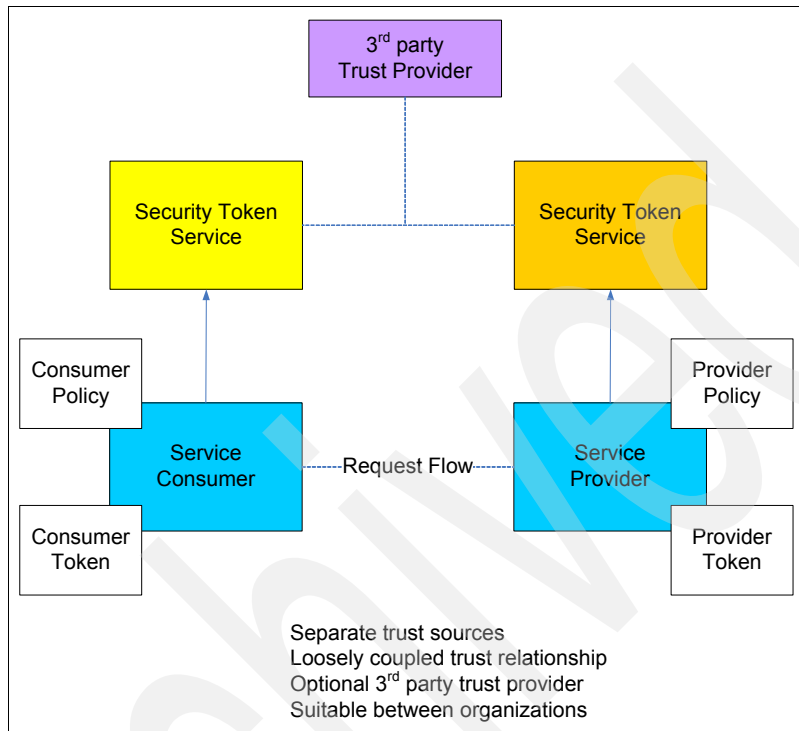 3rd party
Trust Provider
Security Token
Service
Security Token
Service
Consumer
Policy
Provider
Policy
Service
Consumer
Request Flow
Service
Provider
Consumer
Token
Provider
Token
Separate trust sources
Loosely coupled trust relationship
Optional 3rd party trust provider
Suitable between organizations